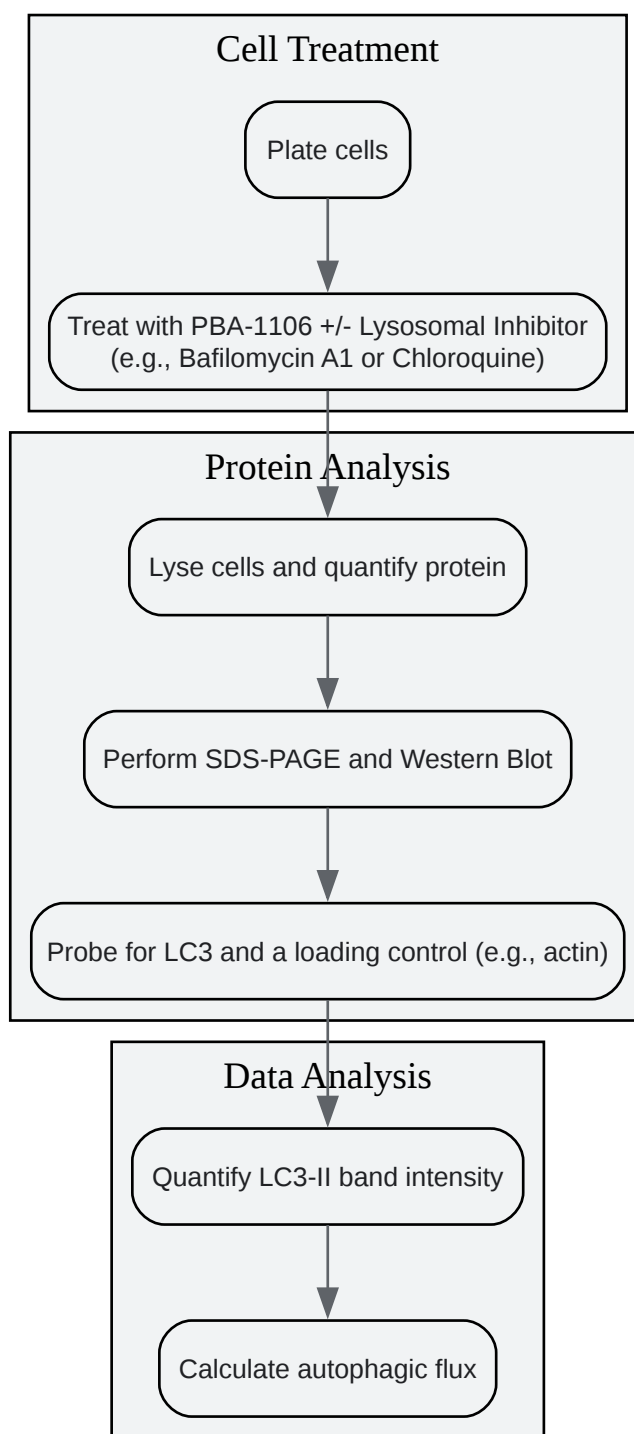 Cell Treatment
Plate cells
Treat with PBA-1106 +/- Lysosomal Inhibitor
(e.g., Bafilomycin A1 or Chloroquine)
Protein Analysis
Lyse cells and quantify protein
Perform SDS-PAGE and Western Blot
Probe for LC3 and a loading control (e.g., actin)
Data Analysis
Quantify LC3-II band intensity
Calculate autophagic flux